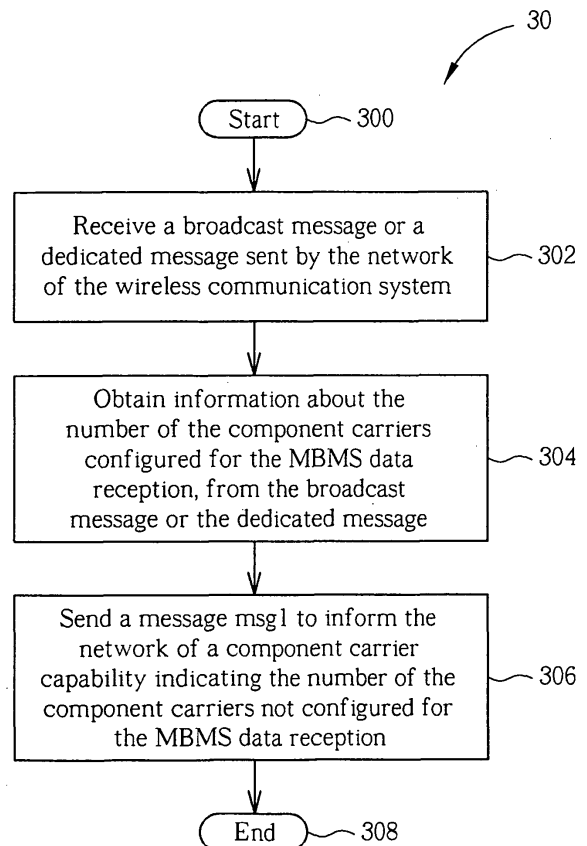 30
Start
300
Receive a broadcast message or a
dedicated message sent by the network
of the wireless communication system
302
Obtain information about the
number of the component carriers
configured for the MBMS data
reception, from the broadcast
message or the dedicated message
304
Send a message msg1 to inform the
network of a component carrier
capability indicating the number of the
component carriers not configured for
the MBMS data reception
306
End
308